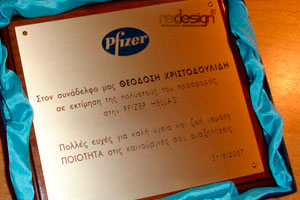 redesign
Pfizer
Στον συνάδελφο μας ΘΕΟΔΟΣΗ ΧΡΙΣΤΟΔΟΥΛΙΔΗ
σε εκτίμηση της πολυετούς του προσφοράς
στην PFIZER HELLAS
Πολλές ευχές για καλή υγεία και ζωή γεμάτη
ΠΟΙΟΤΗΤΑ στις καινούργιες σας αναζητήσεις
21/5/2007